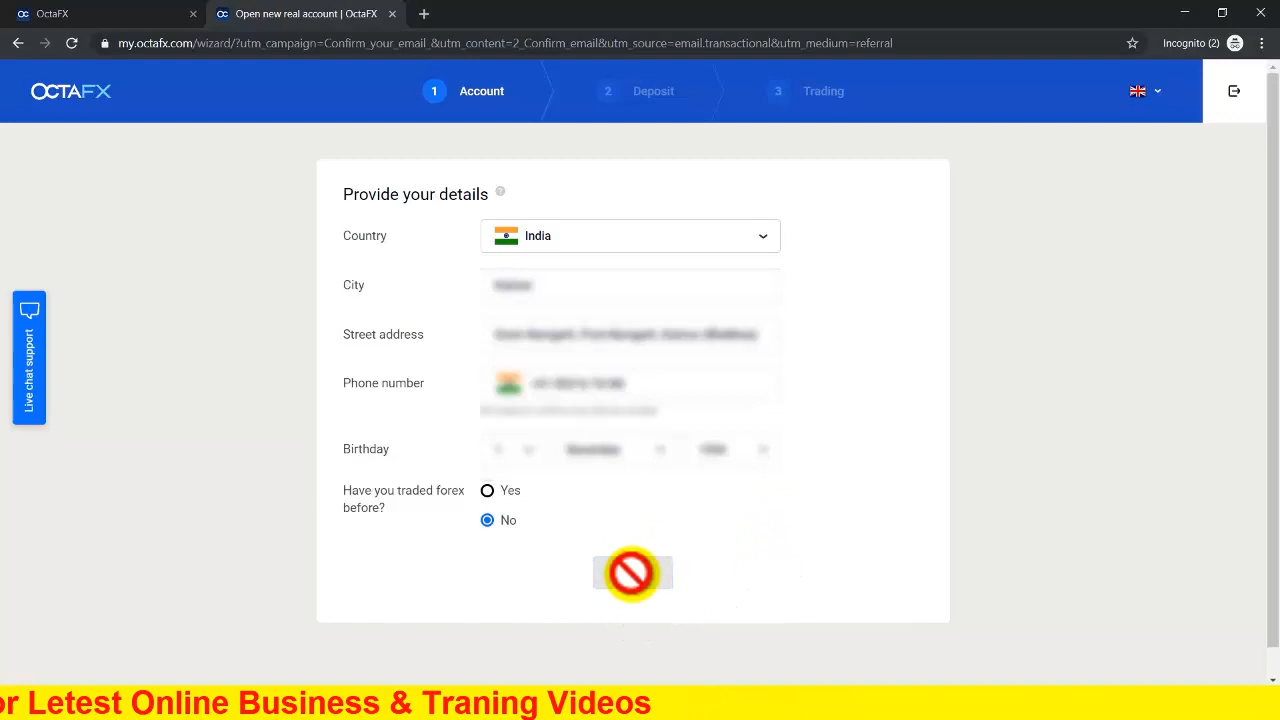 OctaFX
Open new real account | OctaFX
my.octafx.com/wizard/?utm_campaign=Confirm_your_email_&utm_content=2_Confirm_email&utm_source=email.transactional&utm_medium=referral
Incognito (2)
OCTAFX
1 Account
2 Deposit
3 Trading
Provide your details ?
Country
India
City
Street address
Phone number
Birthday
Have you traded forex
before?
Yes
No
Live chat support
or Letest Online Business & Traning Videos